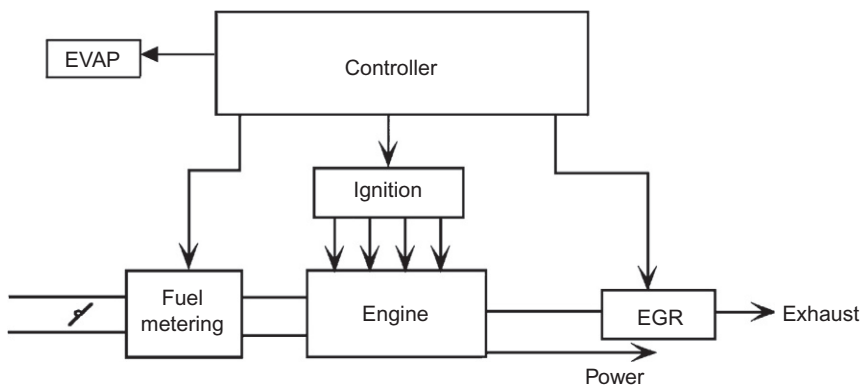 EVAP
Controller
Ignition
Fuel
metering
Engine
EGR
Exhaust
Power